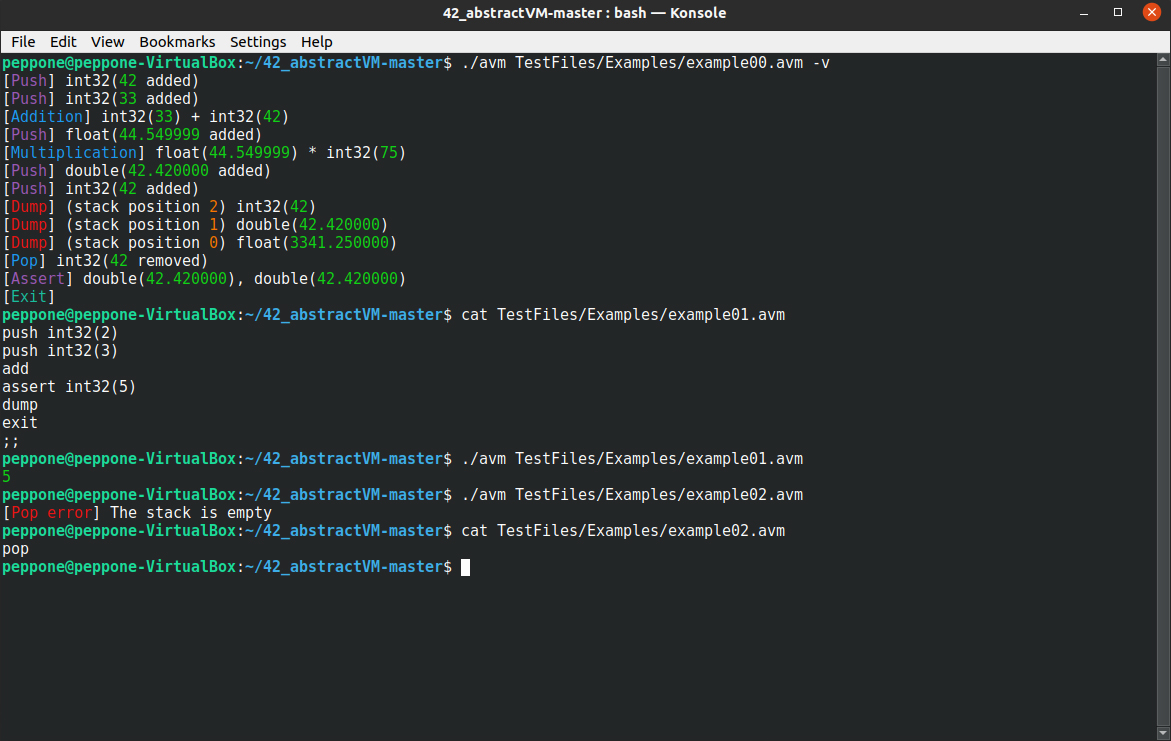 42_abstractVM-master : bash — Konsole
File Edit View Bookmarks Settings Help
peppone@peppone-VirtualBox:~/42_abstractVM-master$ ./avm TestFiles/Examples/example00.avm -v
[Push] int32(42 added)
[Push] int32(33 added)
[Addition] int32(33) + int32(42)
[Push] float(44.549999 added)
[Multiplication] float(44.549999) * int32(75)
[Push] double(42.420000 added)
[Push] int32(42 added)
[Dump] (stack position 2) int32(42)
[Dump] (stack position 1) double(42.420000)
[Dump] (stack position 0) float(3341.250000)
[Pop] int32(42 removed)
[Assert] double(42.420000), double(42.420000)
[Exit]
peppone@peppone-VirtualBox:~/42_abstractVM-master$ cat TestFiles/Examples/example01.avm
push int32(2)
push int32(3)
add
assert int32(5)
dump
exit
;;
peppone@peppone-VirtualBox:~/42_abstractVM-master$ ./avm TestFiles/Examples/example01.avm
5
peppone@peppone-VirtualBox:~/42_abstractVM-master$ ./avm TestFiles/Examples/example02.avm
[Pop error] The stack is empty
peppone@peppone-VirtualBox:~/42_abstractVM-master$ cat TestFiles/Examples/example02.avm
pop
peppone@peppone-VirtualBox:~/42_abstractVM-master$